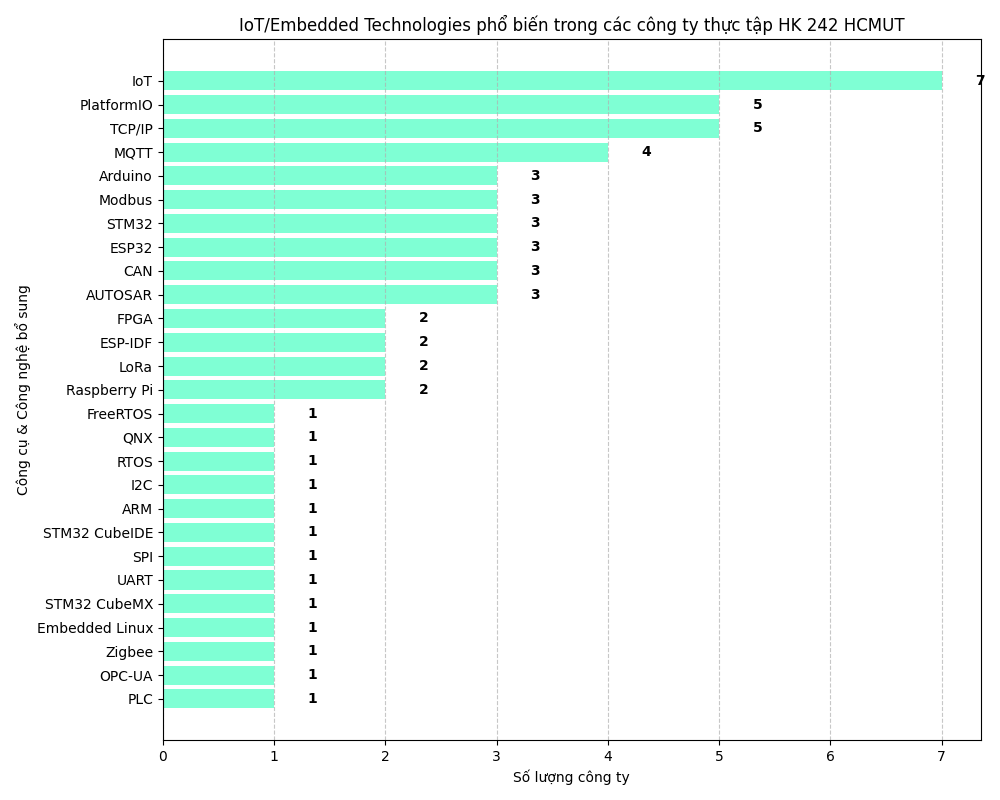 IoT/Embedded Technologies phổ biến trong các công ty thực tập HK 242 HCMUT
Công cụ & Công nghệ bổ sung
IoT 7
PlatformIO 5
TCP/IP 5
MQTT 4
Arduino 3
Modbus 3
STM32 3
ESP32 3
CAN 3
AUTOSAR 3
FPGA 2
ESP-IDF 2
LoRa 2
Raspberry Pi 2
FreeRTOS 1
QNX 1
RTOS 1
I2C 1
ARM 1
STM32 CubeIDE 1
SPI 1
UART 1
STM32 CubeMX 1
Embedded Linux 1
Zigbee 1
OPC-UA 1
PLC 1
0 1 2 3 4 5 6 7
Số lượng công ty